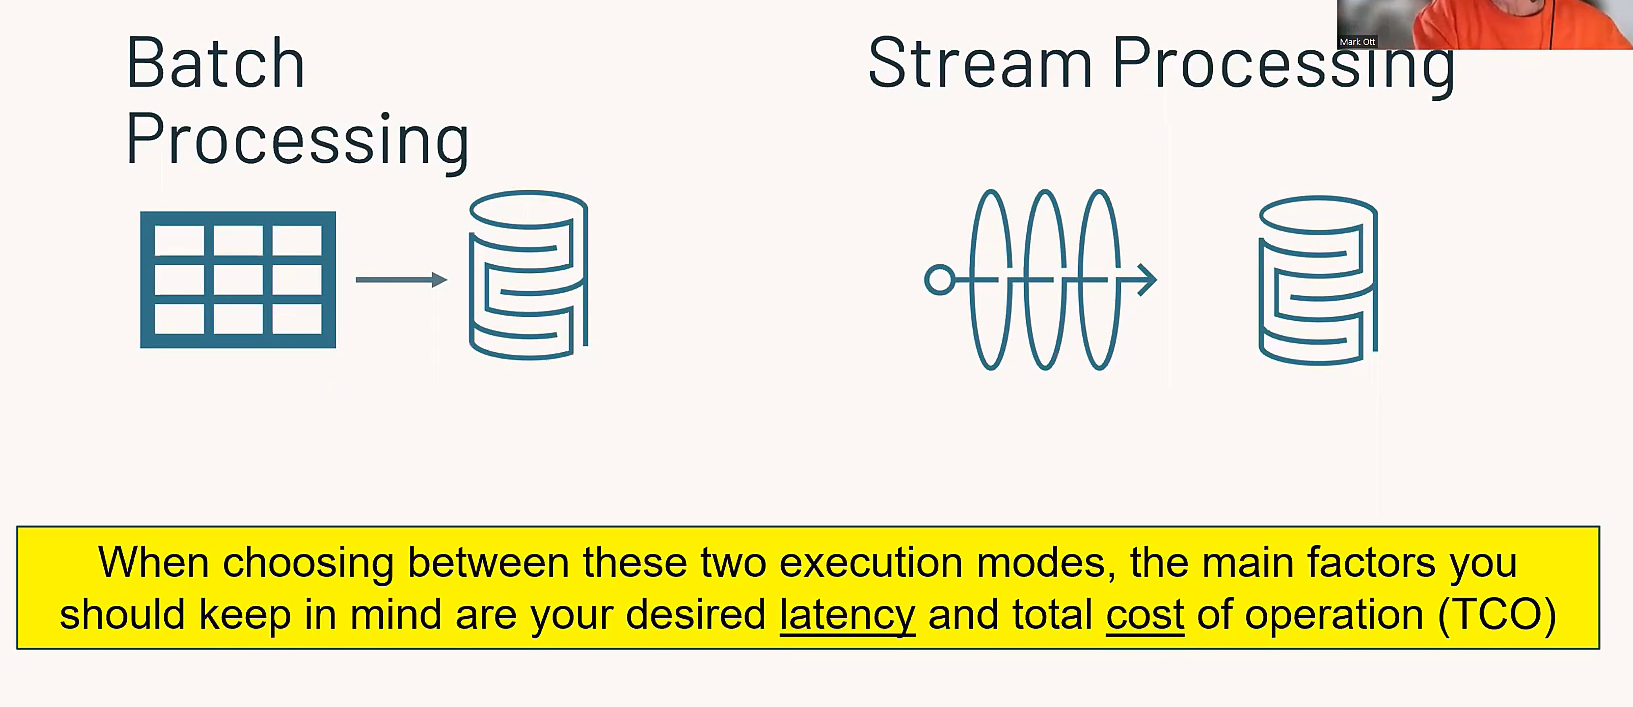 Batch
Processing
Stream Processing
Mark Ott
When choosing between these two execution modes, the main factors you
should keep in mind are your desired latency and total cost of operation (TCO)